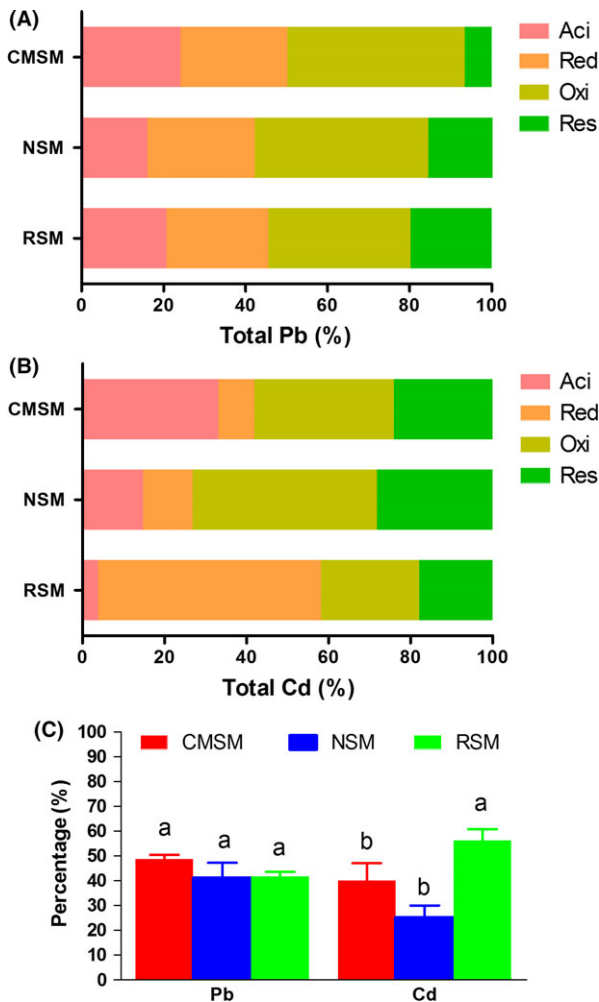 (A)
CMSM
NSM
RSM
0 20 40 60 80 100
Total Pb (%)
Aci
Red
Oxi
Res
(B)
CMSM
NSM
RSM
0 20 40 60 80 100
Total Cd (%)
Aci
Red
Oxi
Res
(C)
CMSM NSM RSM
Percentage (%)
100
90
80
70
60
50
40
30
20
10
0
a a a b b a
Pb Cd